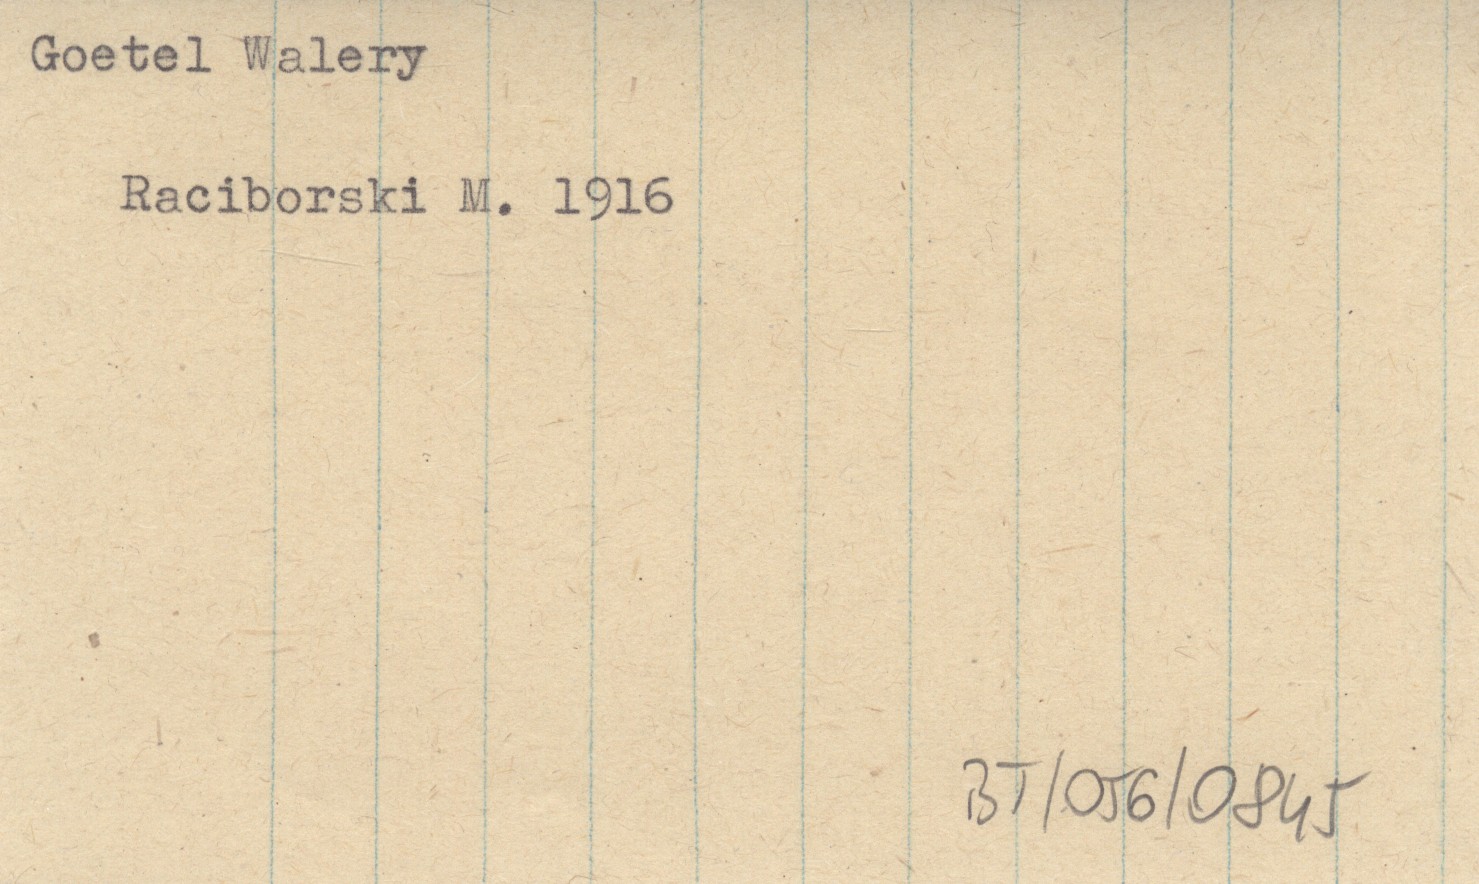 Goetel Walery
Raciborski M. 1916
BT/056/0845